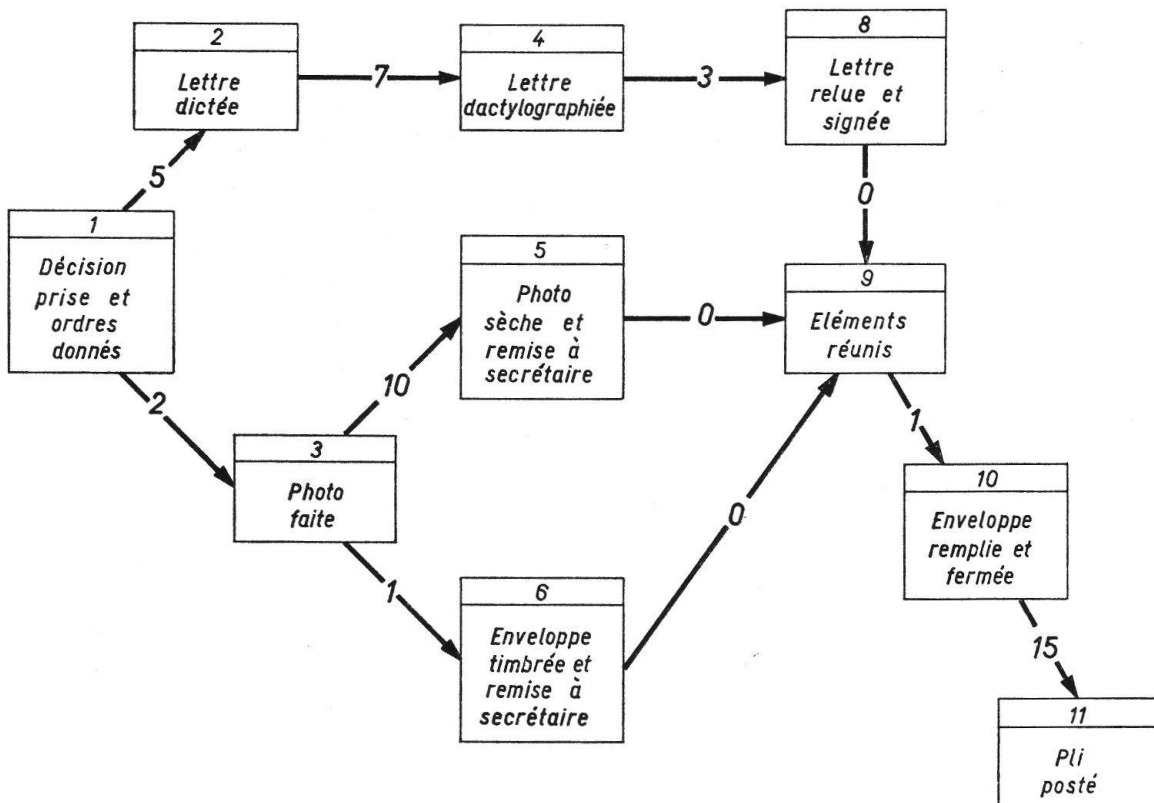 2
Lettre
dictée
7
4
Lettre
dactylographiée
3
8
Lettre
relue et
signée
5
0
1
Décision
prise et
ordres
donnés
5
Photo
sèche et
remise à
secrétaire
0
9
Eléments
réunis
2
10
1
3
Photo
faite
0
10
Enveloppe
remplie et
fermée
1
6
Enveloppe
timbrée et
remise à
secrétaire
15
11
Pli
posté